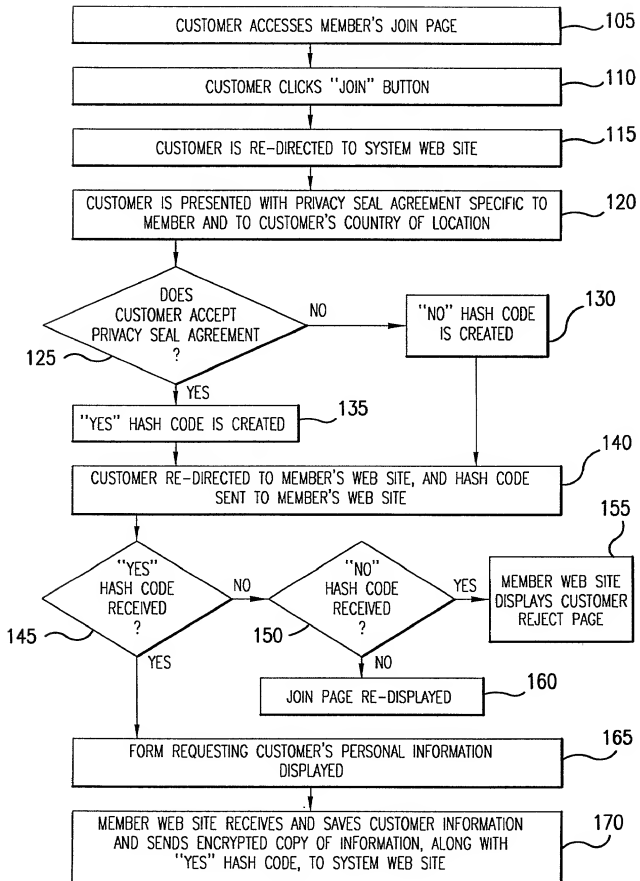 CUSTOMER ACCESSES MEMBER'S JOIN PAGE
105
CUSTOMER CLICKS "JOIN" BUTTON
110
CUSTOMER IS RE-DIRECTED TO SYSTEM WEB SITE
115
CUSTOMER IS PRESENTED WITH PRIVACY SEAL AGREEMENT SPECIFIC TO
MEMBER AND TO CUSTOMER'S COUNTRY OF LOCATION
120
DOES
CUSTOMER ACCEPT
PRIVACY SEAL AGREEMENT
?
125
NO
"NO" HASH CODE
IS CREATED
130
YES
"YES" HASH CODE IS CREATED
135
CUSTOMER RE-DIRECTED TO MEMBER'S WEB SITE, AND HASH CODE
SENT TO MEMBER'S WEB SITE
140
"YES"
HASH CODE
RECEIVED
?
145
NO
"NO"
HASH CODE
RECEIVED
?
150
YES
MEMBER WEB SITE
DISPLAYS CUSTOMER
REJECT PAGE
155
YES
NO
JOIN PAGE RE-DISPLAYED
160
FORM REQUESTING CUSTOMER'S PERSONAL INFORMATION
DISPLAYED
165
MEMBER WEB SITE RECEIVES AND SAVES CUSTOMER INFORMATION
AND SENDS ENCRYPTED COPY OF INFORMATION, ALONG WITH
"YES" HASH CODE, TO SYSTEM WEB SITE
170